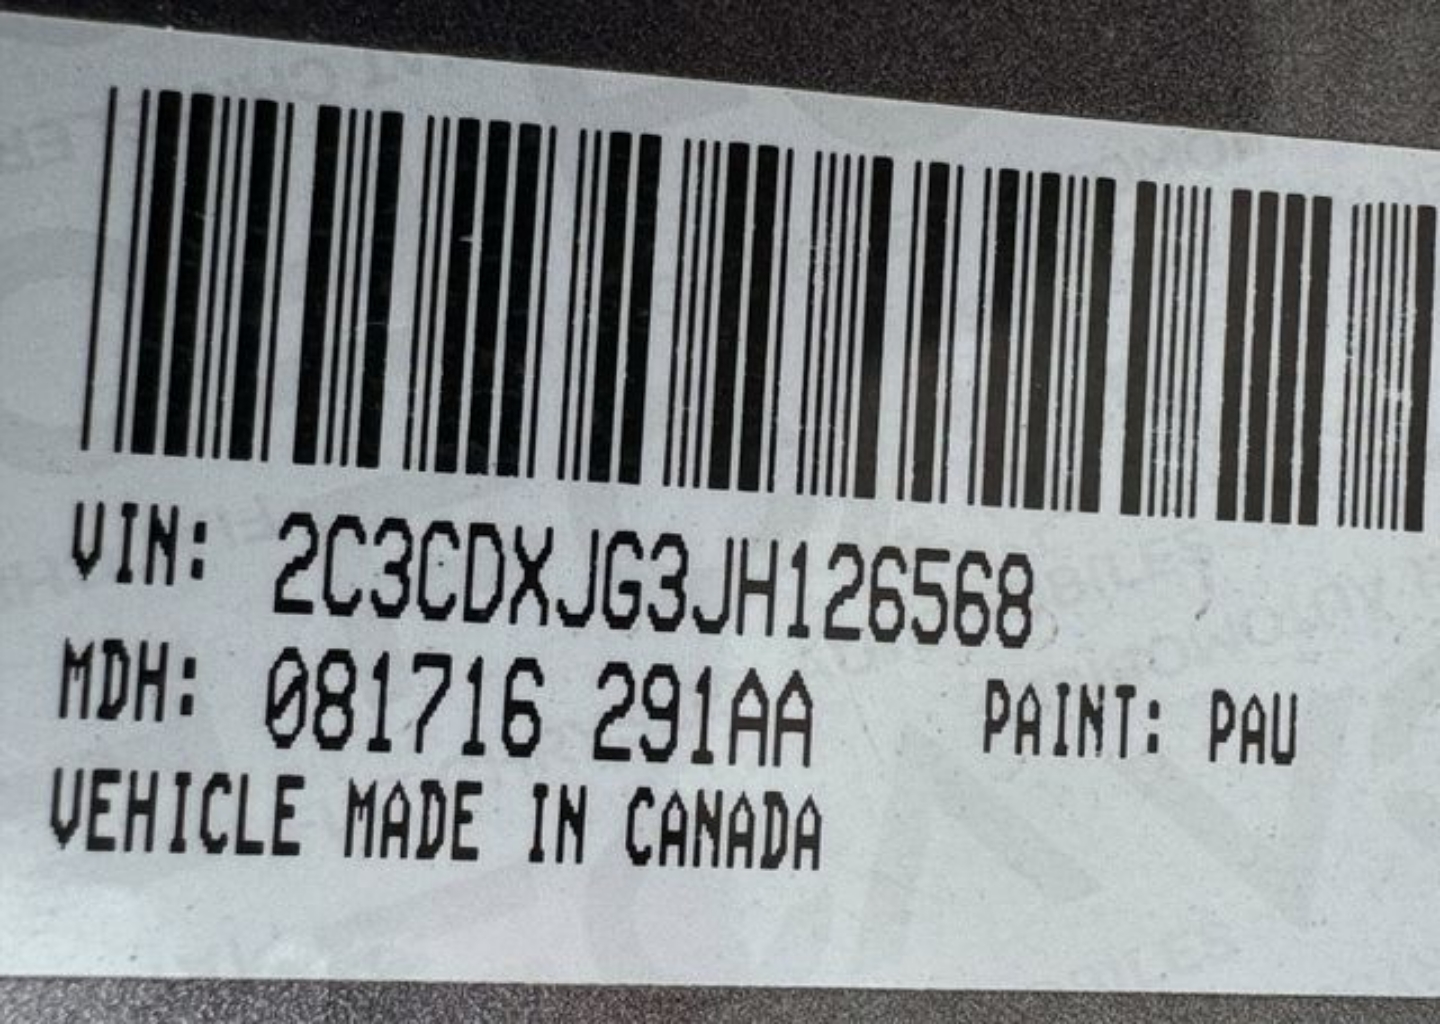 VIN: 2C3CDXJG3JH126568
MDH: 081716 291AA PAINT: PAU
VEHICLE MADE IN CANADA